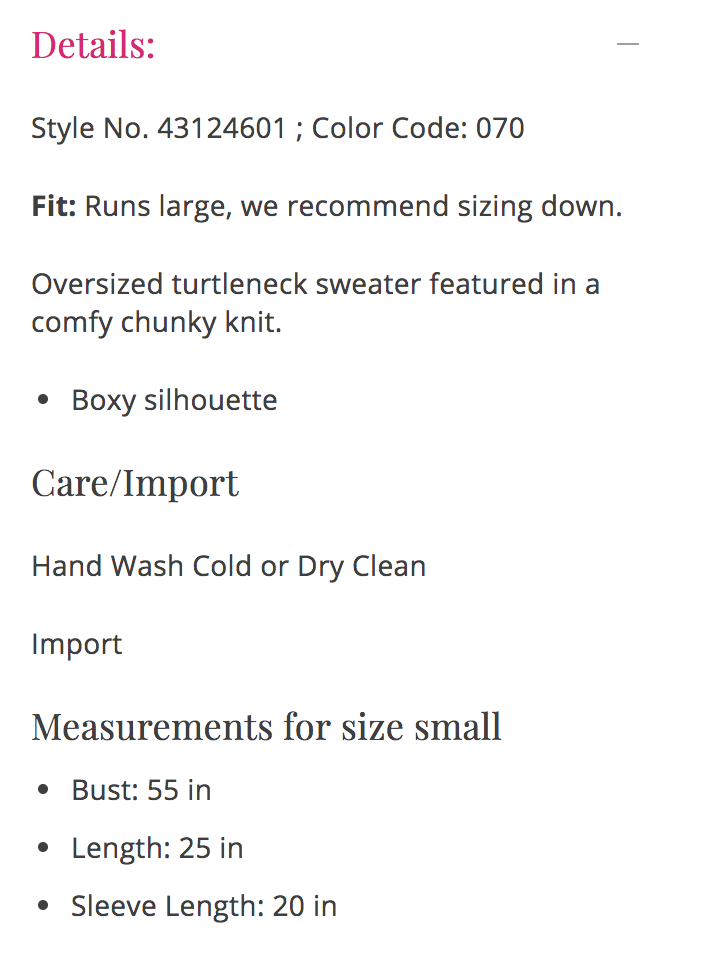 Details:
Style No. 43124601 ; Color Code: 070
Fit: Runs large, we recommend sizing down.
Oversized turtleneck sweater featured in a
comfy chunky knit.
• Boxy silhouette
Care/Import
Hand Wash Cold or Dry Clean
Import
Measurements for size small
• Bust: 55 in
• Length: 25 in
• Sleeve Length: 20 in